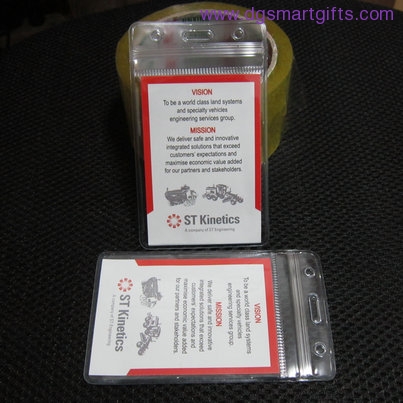 www.dgsmartgifts.com
VISION
To be a world class land systems
and specialty vehicles
engineering services group.
MISSION
We deliver safe and innovative
integrated solutions that exceed
customers' expectations and
maximise economic value added
for our partners and stakeholders.
ST Kinetics
A company of ST Engineering
VISION
To be a world class land systems
and specialty vehicles
engineering services group.
MISSION
We deliver safe and innovative
integrated solutions that exceed
customers' expectations and
maximise economic value added
for our partners and stakeholders.
ST Kinetics
A company of ST Engineering